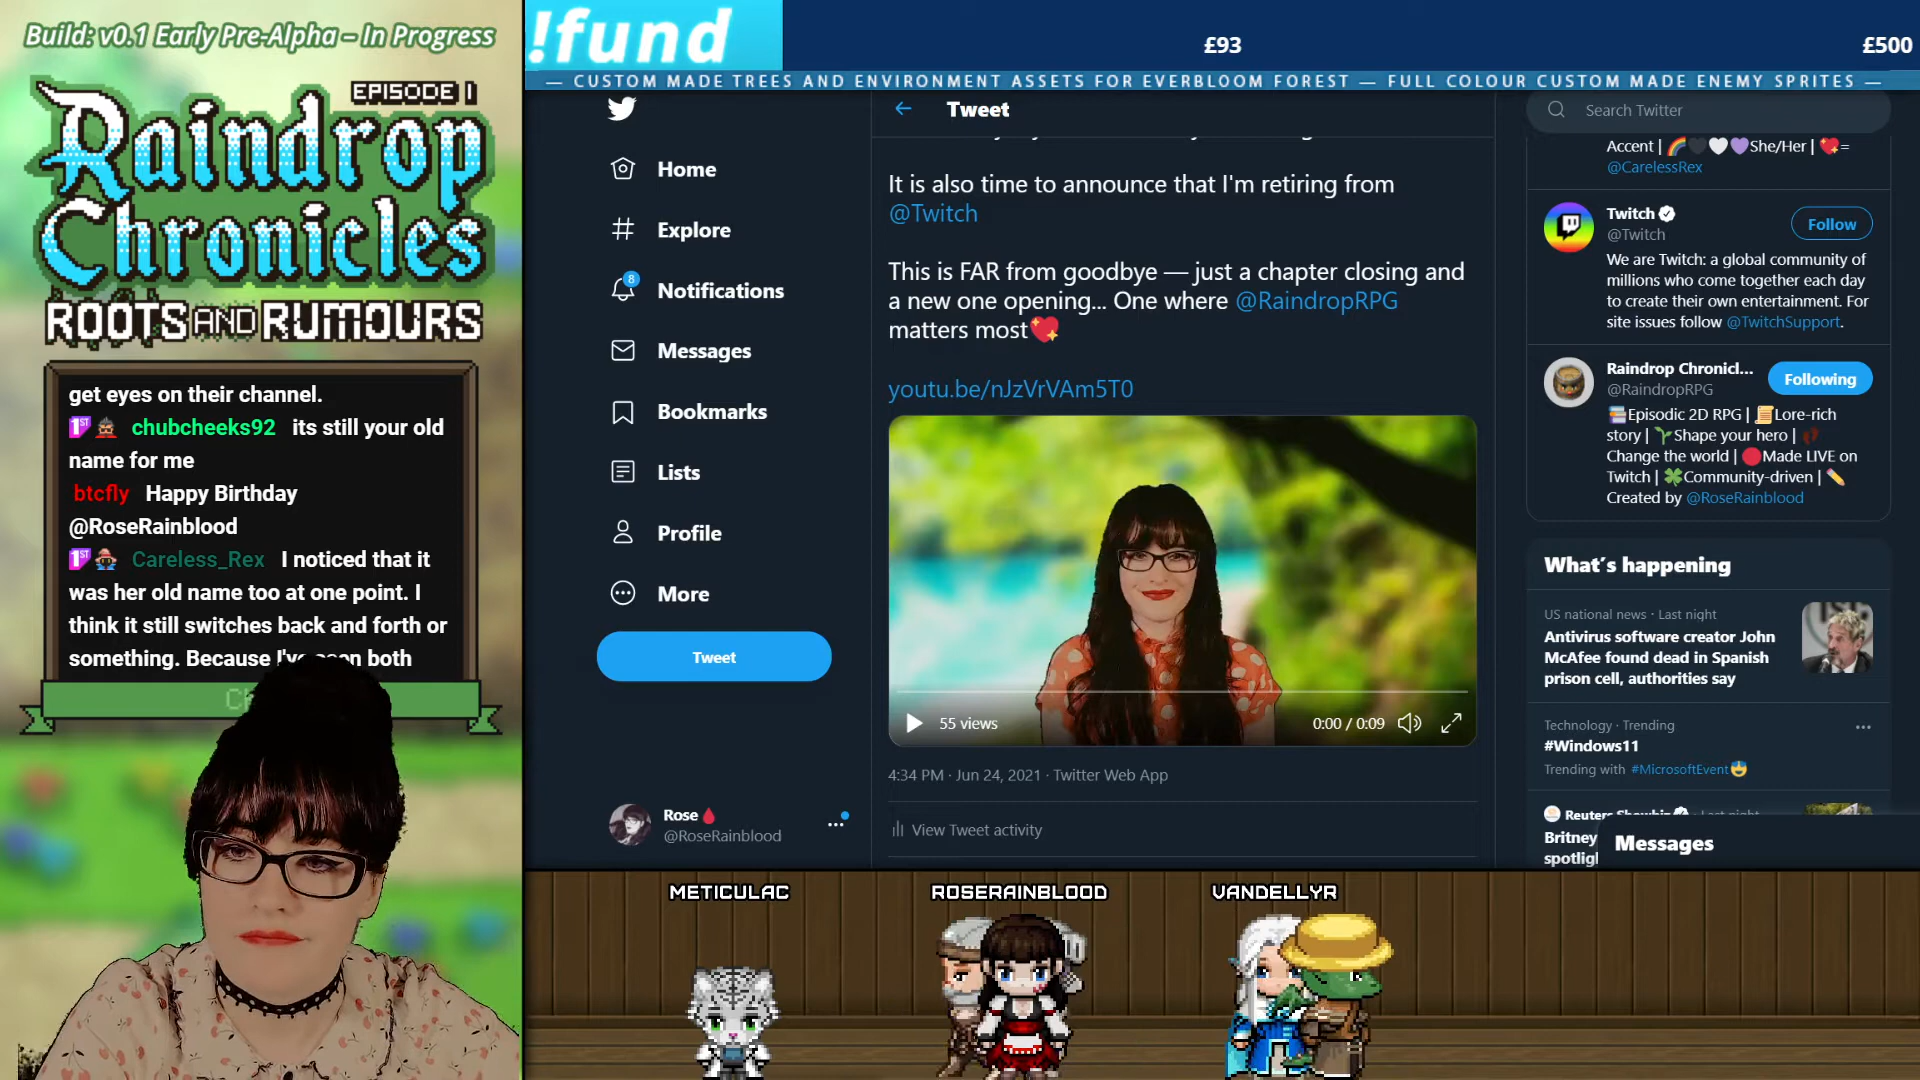 Build: v0.1 Early Pre-Alpha – In Progress
EPISODE I
Raindrop
Chronicles
ROOTS AND RUMOURS
get eyes on their channel.
chubcheeks92 its still your old
name for me
btcfly Happy Birthday
@RoseRainblood
Careless_Rex I noticed that it
was her old name too at one point. I
think it still switches back and forth or
something. Because I've seen both
!fund
£93
£500
— CUSTOM MADE TREES AND ENVIRONMENT ASSETS FOR EVERBLOOM FOREST — FULL COLOUR CUSTOM MADE ENEMY SPRITES —
Home
Explore
8
Notifications
Messages
Bookmarks
Lists
Profile
More
Tweet
Rose
@RoseRainblood
Tweet
It is also time to announce that I'm retiring from
@Twitch
This is FAR from goodbye — just a chapter closing and
a new one opening... One where @RaindropRPG
matters most💖
youtu.be/nJzVrVAm5T0
55 views
0:00 / 0:09
4:34 PM · Jun 24, 2021 · Twitter Web App
View Tweet activity
Search Twitter
Accent | 🌈🖤🤍💜She/Her | 💖=
@CarelessRex
Twitch
@Twitch
Follow
We are Twitch: a global community of
millions who come together each day
to create their own entertainment. For
site issues follow @TwitchSupport.
Raindrop Chronicl...
@RaindropRPG
Following
📚Episodic 2D RPG | 📜Lore-rich
story | 🌱Shape your hero | 👣
Change the world | 🔴Made LIVE on
Twitch | 🍀Community-driven | ✏️
Created by @RoseRainblood
What's happening
US national news · Last night
Antivirus software creator John
McAfee found dead in Spanish
prison cell, authorities say
Technology · Trending
#Windows11
Trending with #MicrosoftEvent
Britney
Messages
METICULAC
ROSERAINBLOOD
VANDELLYR